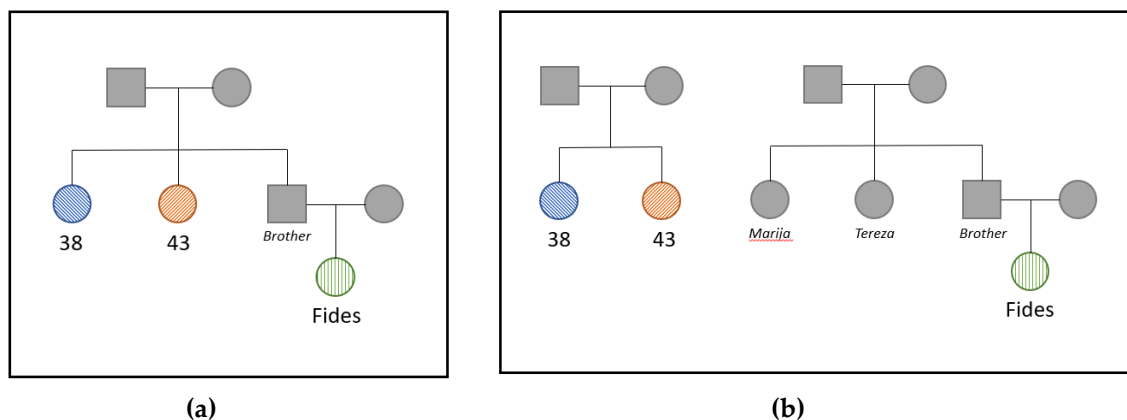 38
43
Brother
Fides
(a)
38
43
Marija
Tereza
Brother
Fides
(b)